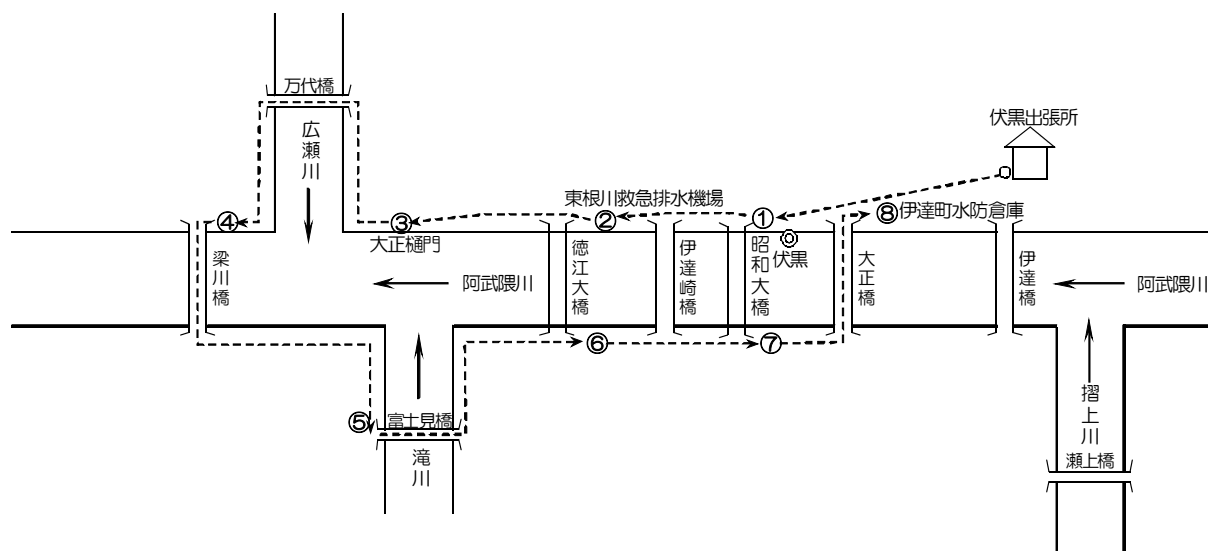 万代橋
伏黒出張所
広瀬川
東根川救急排水機場
④
③
②
①
⑧伊達町水防倉庫
大正樋門
梁川橋
阿武隈川
徳江大橋
伊達崎橋
昭和大橋
伏黒
大正橋
伊達橋
阿武隈川
⑥
⑦
⑤
富士見橋
滝川
摺上川
瀬上橋